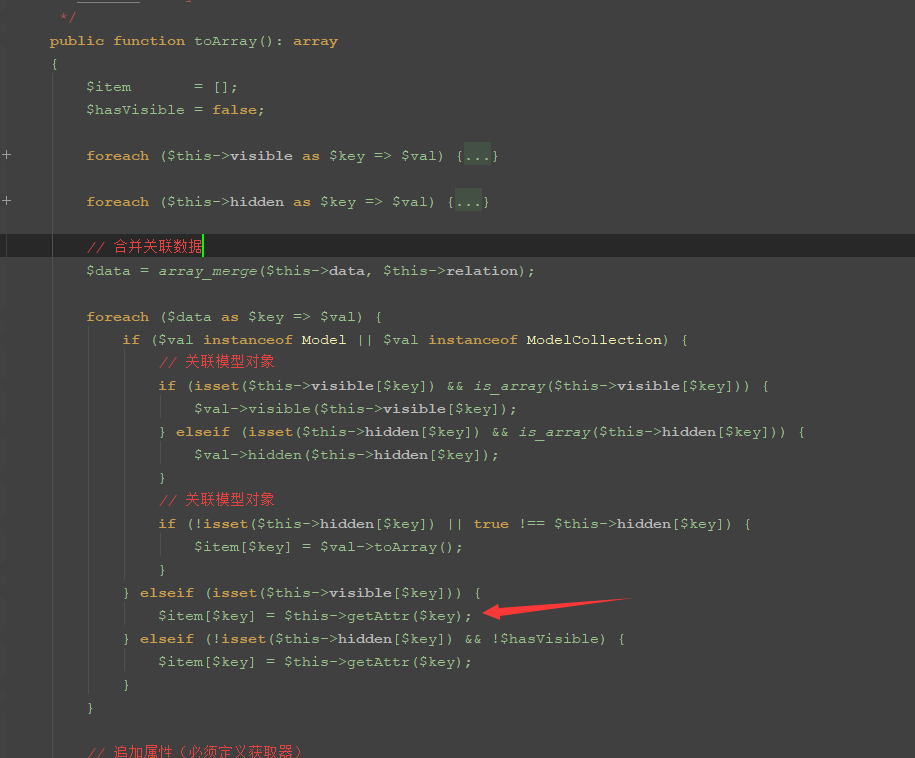 */
public function toArray(): array
{
$item       = [];
$hasVisible = false;
foreach ($this->visible as $key => $val) {...}
foreach ($this->hidden as $key => $val) {...}
// 合并关联数据
$data = array_merge($this->data, $this->relation);
foreach ($data as $key => $val) {
if ($val instanceof Model || $val instanceof ModelCollection) {
// 关联模型对象
if (isset($this->visible[$key]) && is_array($this->visible[$key])) {
$val->visible($this->visible[$key]);
} elseif (isset($this->hidden[$key]) && is_array($this->hidden[$key])) {
$val->hidden($this->hidden[$key]);
}
// 关联模型对象
if (!isset($this->hidden[$key]) || true !== $this->hidden[$key]) {
$item[$key] = $val->toArray();
}
} elseif (isset($this->visible[$key])) {
$item[$key] = $this->getAttr($key);
} elseif (!isset($this->hidden[$key]) && !$hasVisible) {
$item[$key] = $this->getAttr($key);
}
}
// 追加属性（必须定义获取器）